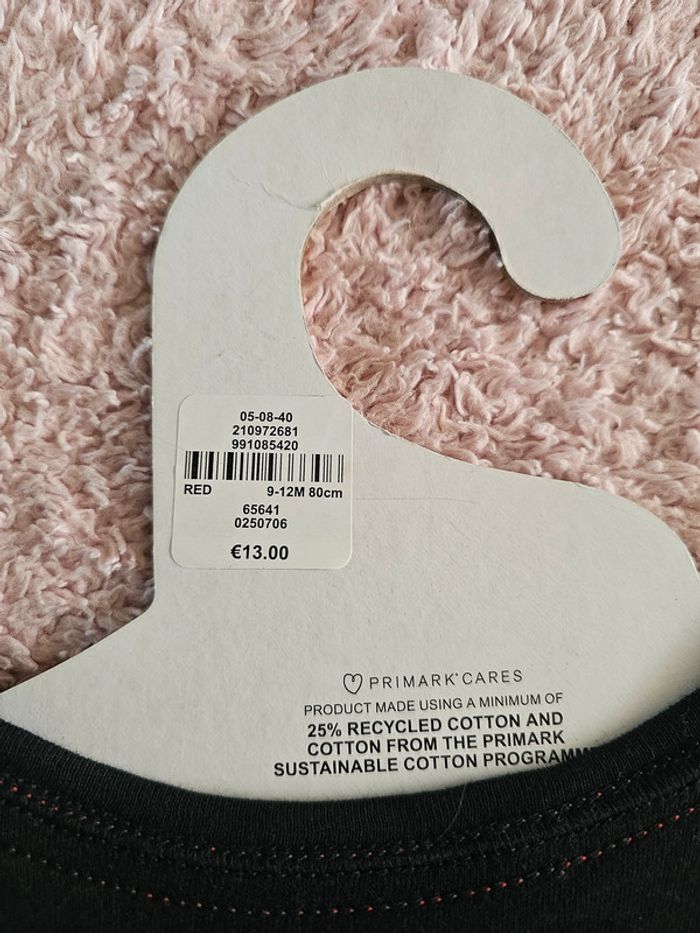 05-08-40
210972681
991085420
RED 9-12M 80cm
65641
0250706
€13.00
PRIMARK® CARES
PRODUCT MADE USING A MINIMUM OF
25% RECYCLED COTTON AND
COTTON FROM THE PRIMARK
SUSTAINABLE COTTON PROGRAMM